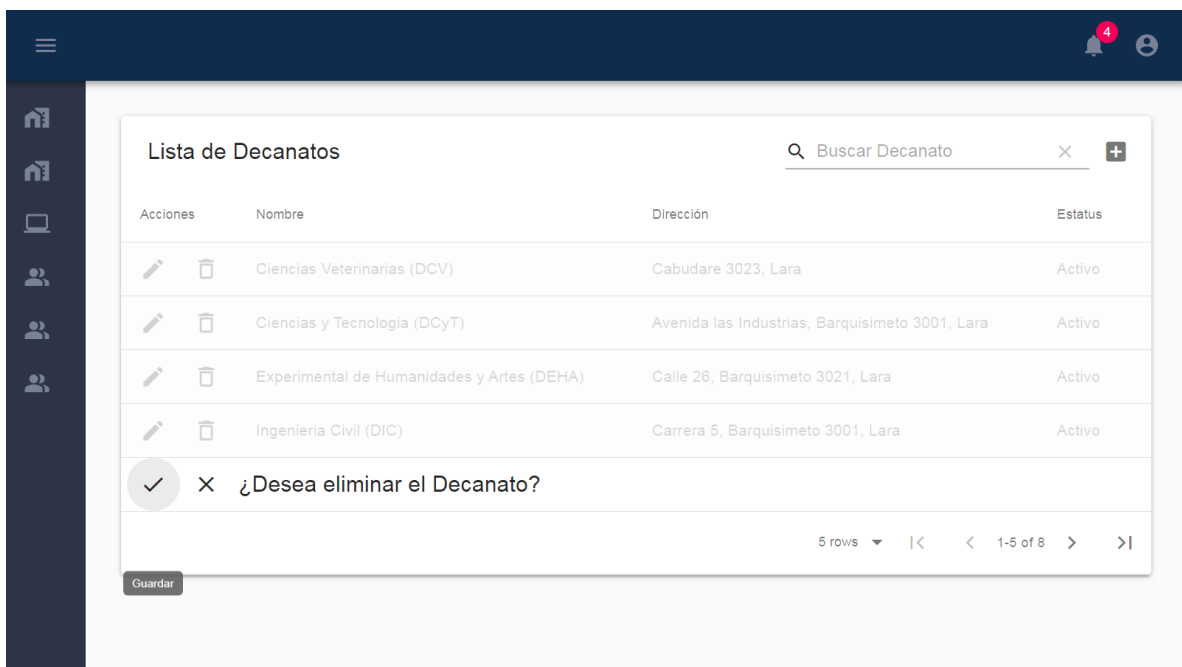 4
Lista de Decanatos Buscar Decanato
Acciones Nombre Dirección Estatus
Ciencias Veterinarias (DCV) Cabudare 3023, Lara Activo
Ciencias y Tecnologia (DCyT) Avenida las Industrias, Barquisimeto 3001, Lara Activo
Experimental de Humanidades y Artes (DEHA) Calle 26, Barquisimeto 3021, Lara Activo
Ingenieria Civil (DIC) Carrera 5, Barquisimeto 3001, Lara Activo
¿Desea eliminar el Decanato?
5 rows 1-5 of 8
Guardar